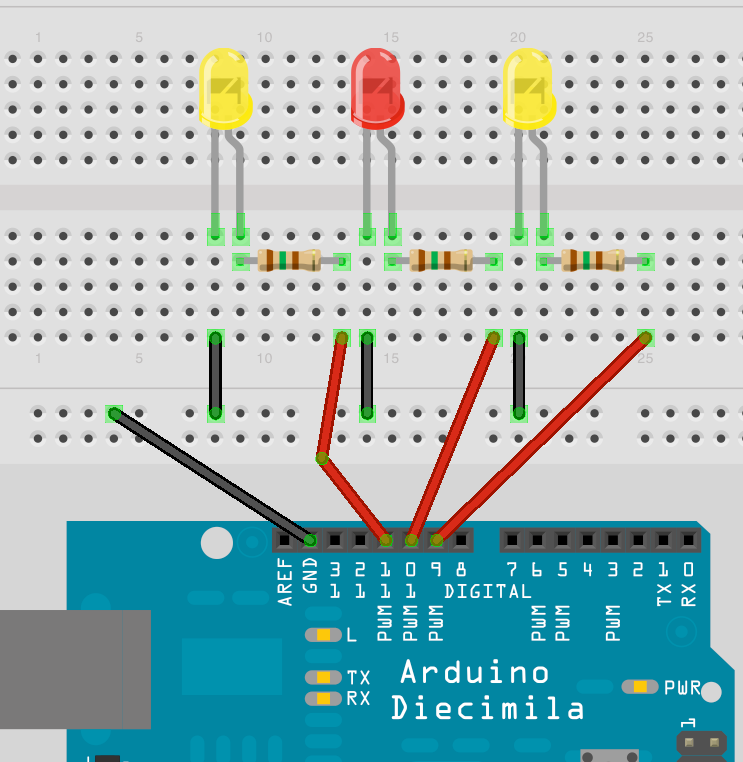 1 5 10 15 20 25
1 5 10 15 25
AREF GND 13 12 11 10 9 8 7 6 5 4 3 2 1 0
TX RX
DIGITAL
PWM PWM PWM PWM PWM PWM
L
TX
RX
Arduino
Diecimila
PWR
1